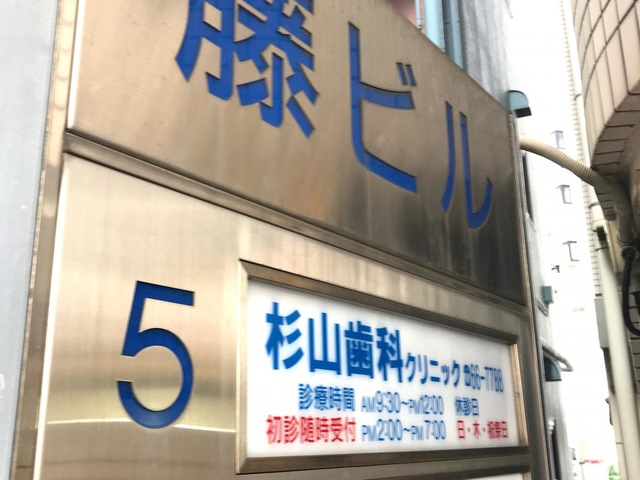 藤ビル
5
杉山歯科クリニック ☎66-7788
診療時間 AM9:30~PM12:00 休診日
初診随時受付 PM2:00~PM7:00 日・木・祝祭日